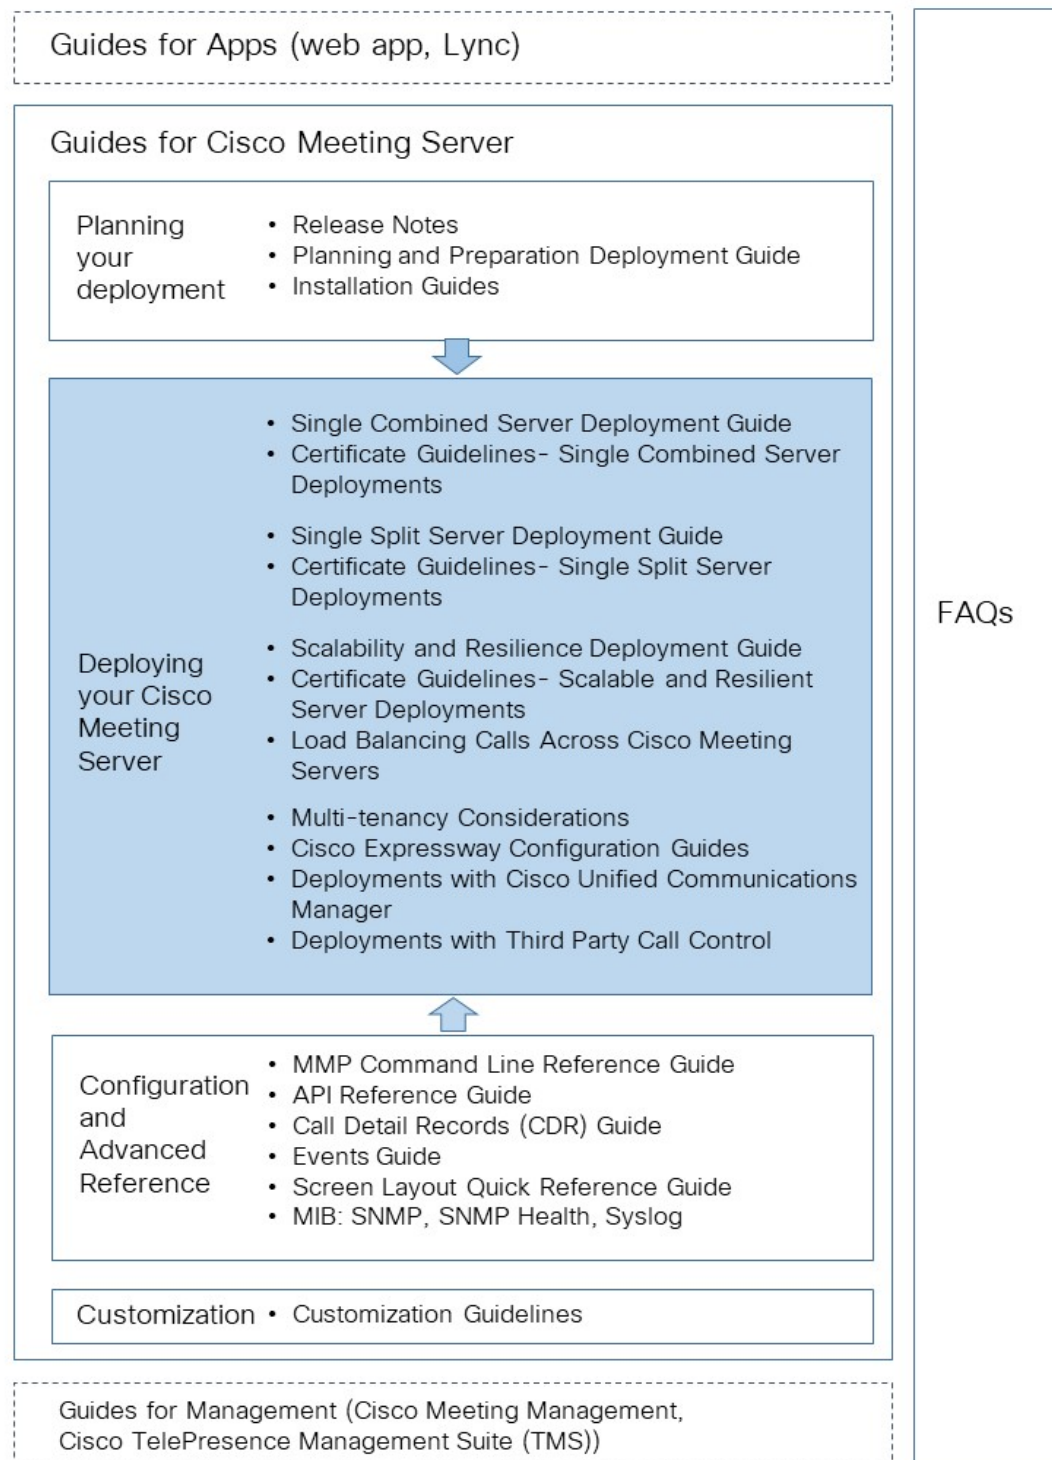 Guides for Apps (web app, Lync)
Guides for Cisco Meeting Server
Planning
your
deployment
• Release Notes
• Planning and Preparation Deployment Guide
• Installation Guides
Deploying
your Cisco
Meeting
Server
• Single Combined Server Deployment Guide
• Certificate Guidelines- Single Combined Server
Deployments
• Single Split Server Deployment Guide
• Certificate Guidelines- Single Split Server
Deployments
• Scalability and Resilience Deployment Guide
• Certificate Guidelines- Scalable and Resilient
Server Deployments
• Load Balancing Calls Across Cisco Meeting
Servers
• Multi-tenancy Considerations
• Cisco Expressway Configuration Guides
• Deployments with Cisco Unified Communications
Manager
• Deployments with Third Party Call Control
Configuration
and
Advanced
Reference
• MMP Command Line Reference Guide
• API Reference Guide
• Call Detail Records (CDR) Guide
• Events Guide
• Screen Layout Quick Reference Guide
• MIB: SNMP, SNMP Health, Syslog
Customization
• Customization Guidelines
Guides for Management (Cisco Meeting Management,
Cisco TelePresence Management Suite (TMS))
FAQs